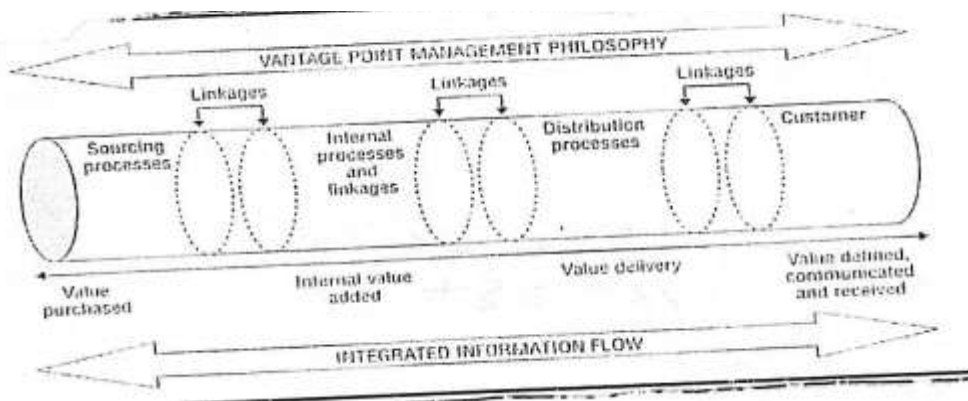 VANTAGE POINT MANAGEMENT PHILOSOPHY
Linkages
Linkages
Linkages
Sourcing
processes
Internal
processes
and
linkages
Distribution
processes
Customer
Value
purchased
Internal value
added
Value delivery
Value defined,
communicated
and received
INTEGRATED INFORMATION FLOW